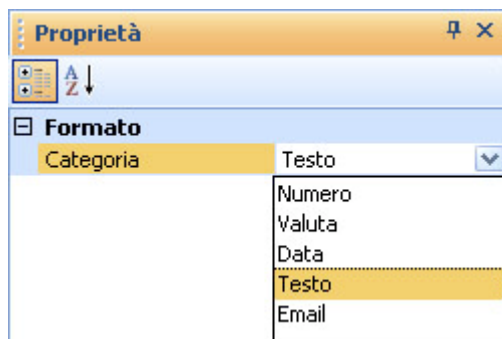 Proprietà
A
Z
Formato
Categoria Testo
Numero
Valuta
Data
Testo
Email